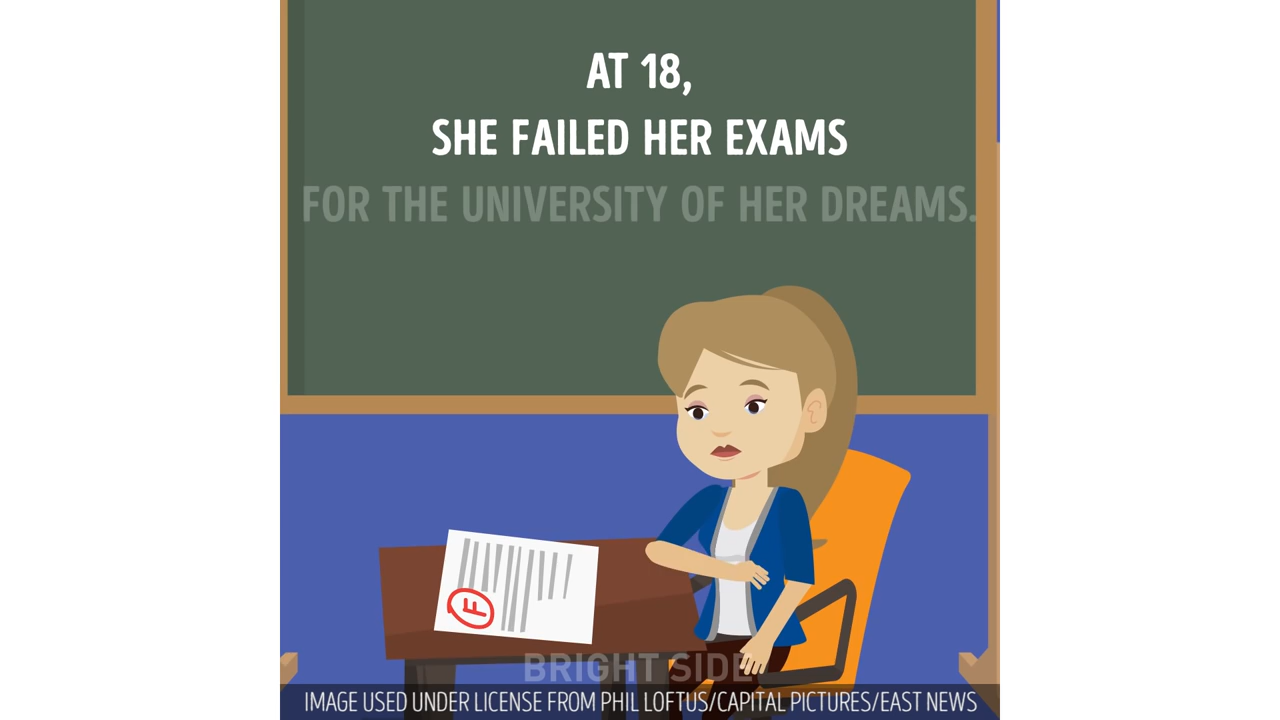 AT 18,
SHE FAILED HER EXAMS
FOR THE UNIVERSITY OF HER DREAMS.
F
BRIGHT SIDE
IMAGE USED UNDER LICENSE FROM PHIL LOFTUS/CAPITAL PICTURES/EAST NEWS